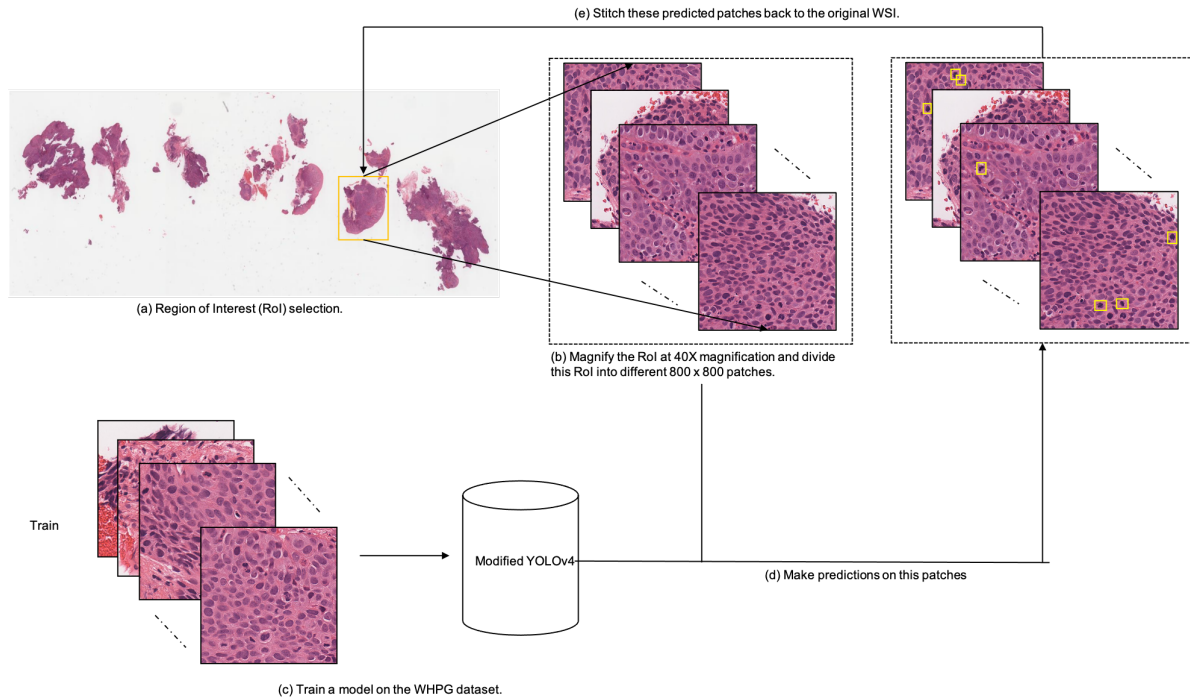 (e) Stitch these predicted patches back to the original WSI.
(a) Region of Interest (RoI) selection.
(b) Magnify the RoI at 40X magnification and divide
this RoI into different 800 x 800 patches.
Train
Modified YOLOv4
(d) Make predictions on this patches
(c) Train a model on the WHPG dataset.